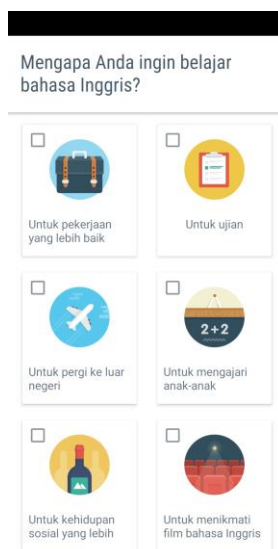 Mengapa Anda ingin belajar
bahasa Inggris?
Untuk pekerjaan
yang lebih baik
Untuk ujian
Untuk pergi ke luar
negeri
2+2
Untuk mengajari
anak-anak
Untuk kehidupan
sosial yang lebih
Untuk menikmati
film bahasa Inggris